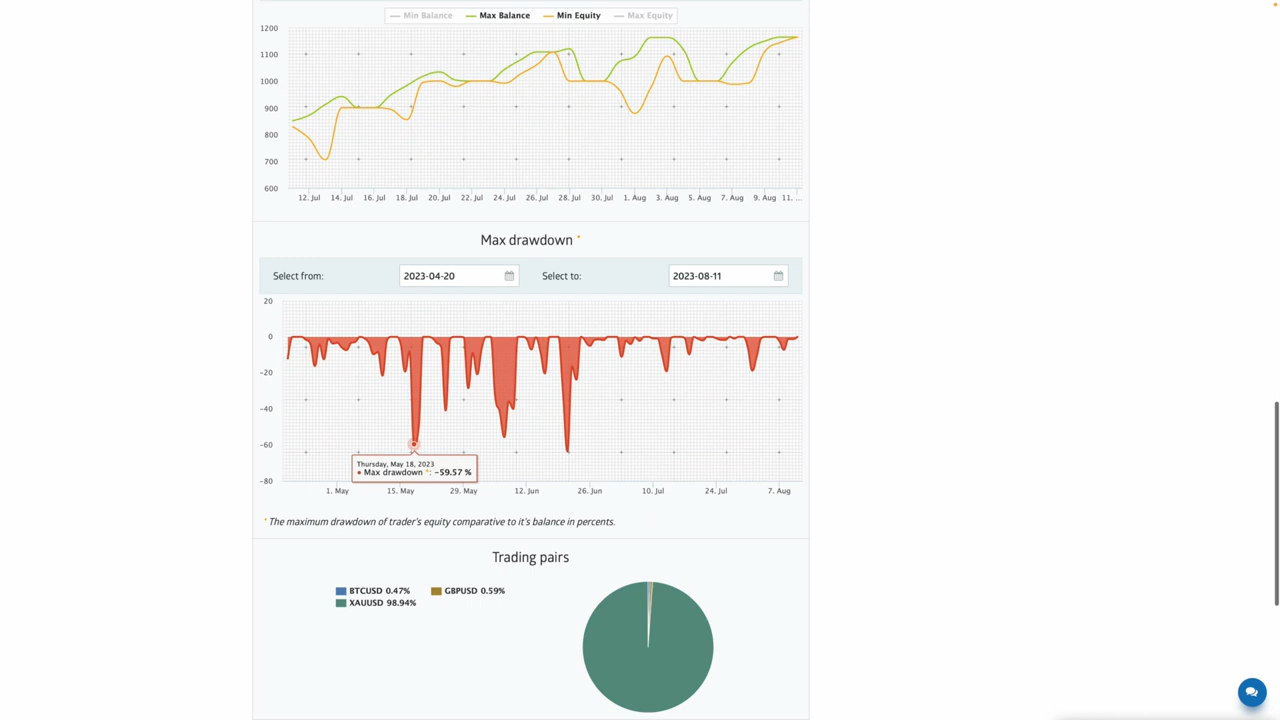 Min Balance Max Balance Min Equity Max Equity
1200
1100
1000
900
800
700
600
12. Jul 14. Jul 16. Jul 18. Jul 20. Jul 22. Jul 24. Jul 26. Jul 28. Jul 30. Jul 1. Aug 3. Aug 5. Aug 7. Aug 9. Aug 11. ...
Max drawdown *
Select from: 2023-04-20 Select to: 2023-08-11
20
0
-20
-40
-60
-80
Thursday, May 18, 2023
● Max drawdown *: -59.57 %
1. May 15. May 29. May 12. Jun 26. Jun 10. Jul 24. Jul 7. Aug
* The maximum drawdown of trader's equity comparative to it's balance in percents.
Trading pairs
BTCUSD 0.47% GBPUSD 0.59%
XAUUSD 98.94%